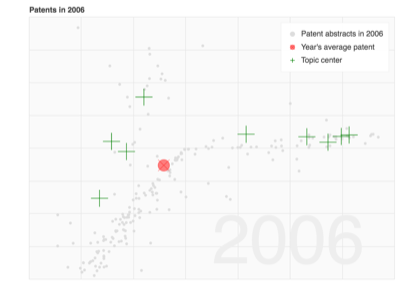 Patents in 2006
Patent abstracts in 2006
Year's average patent
Topic center
2006